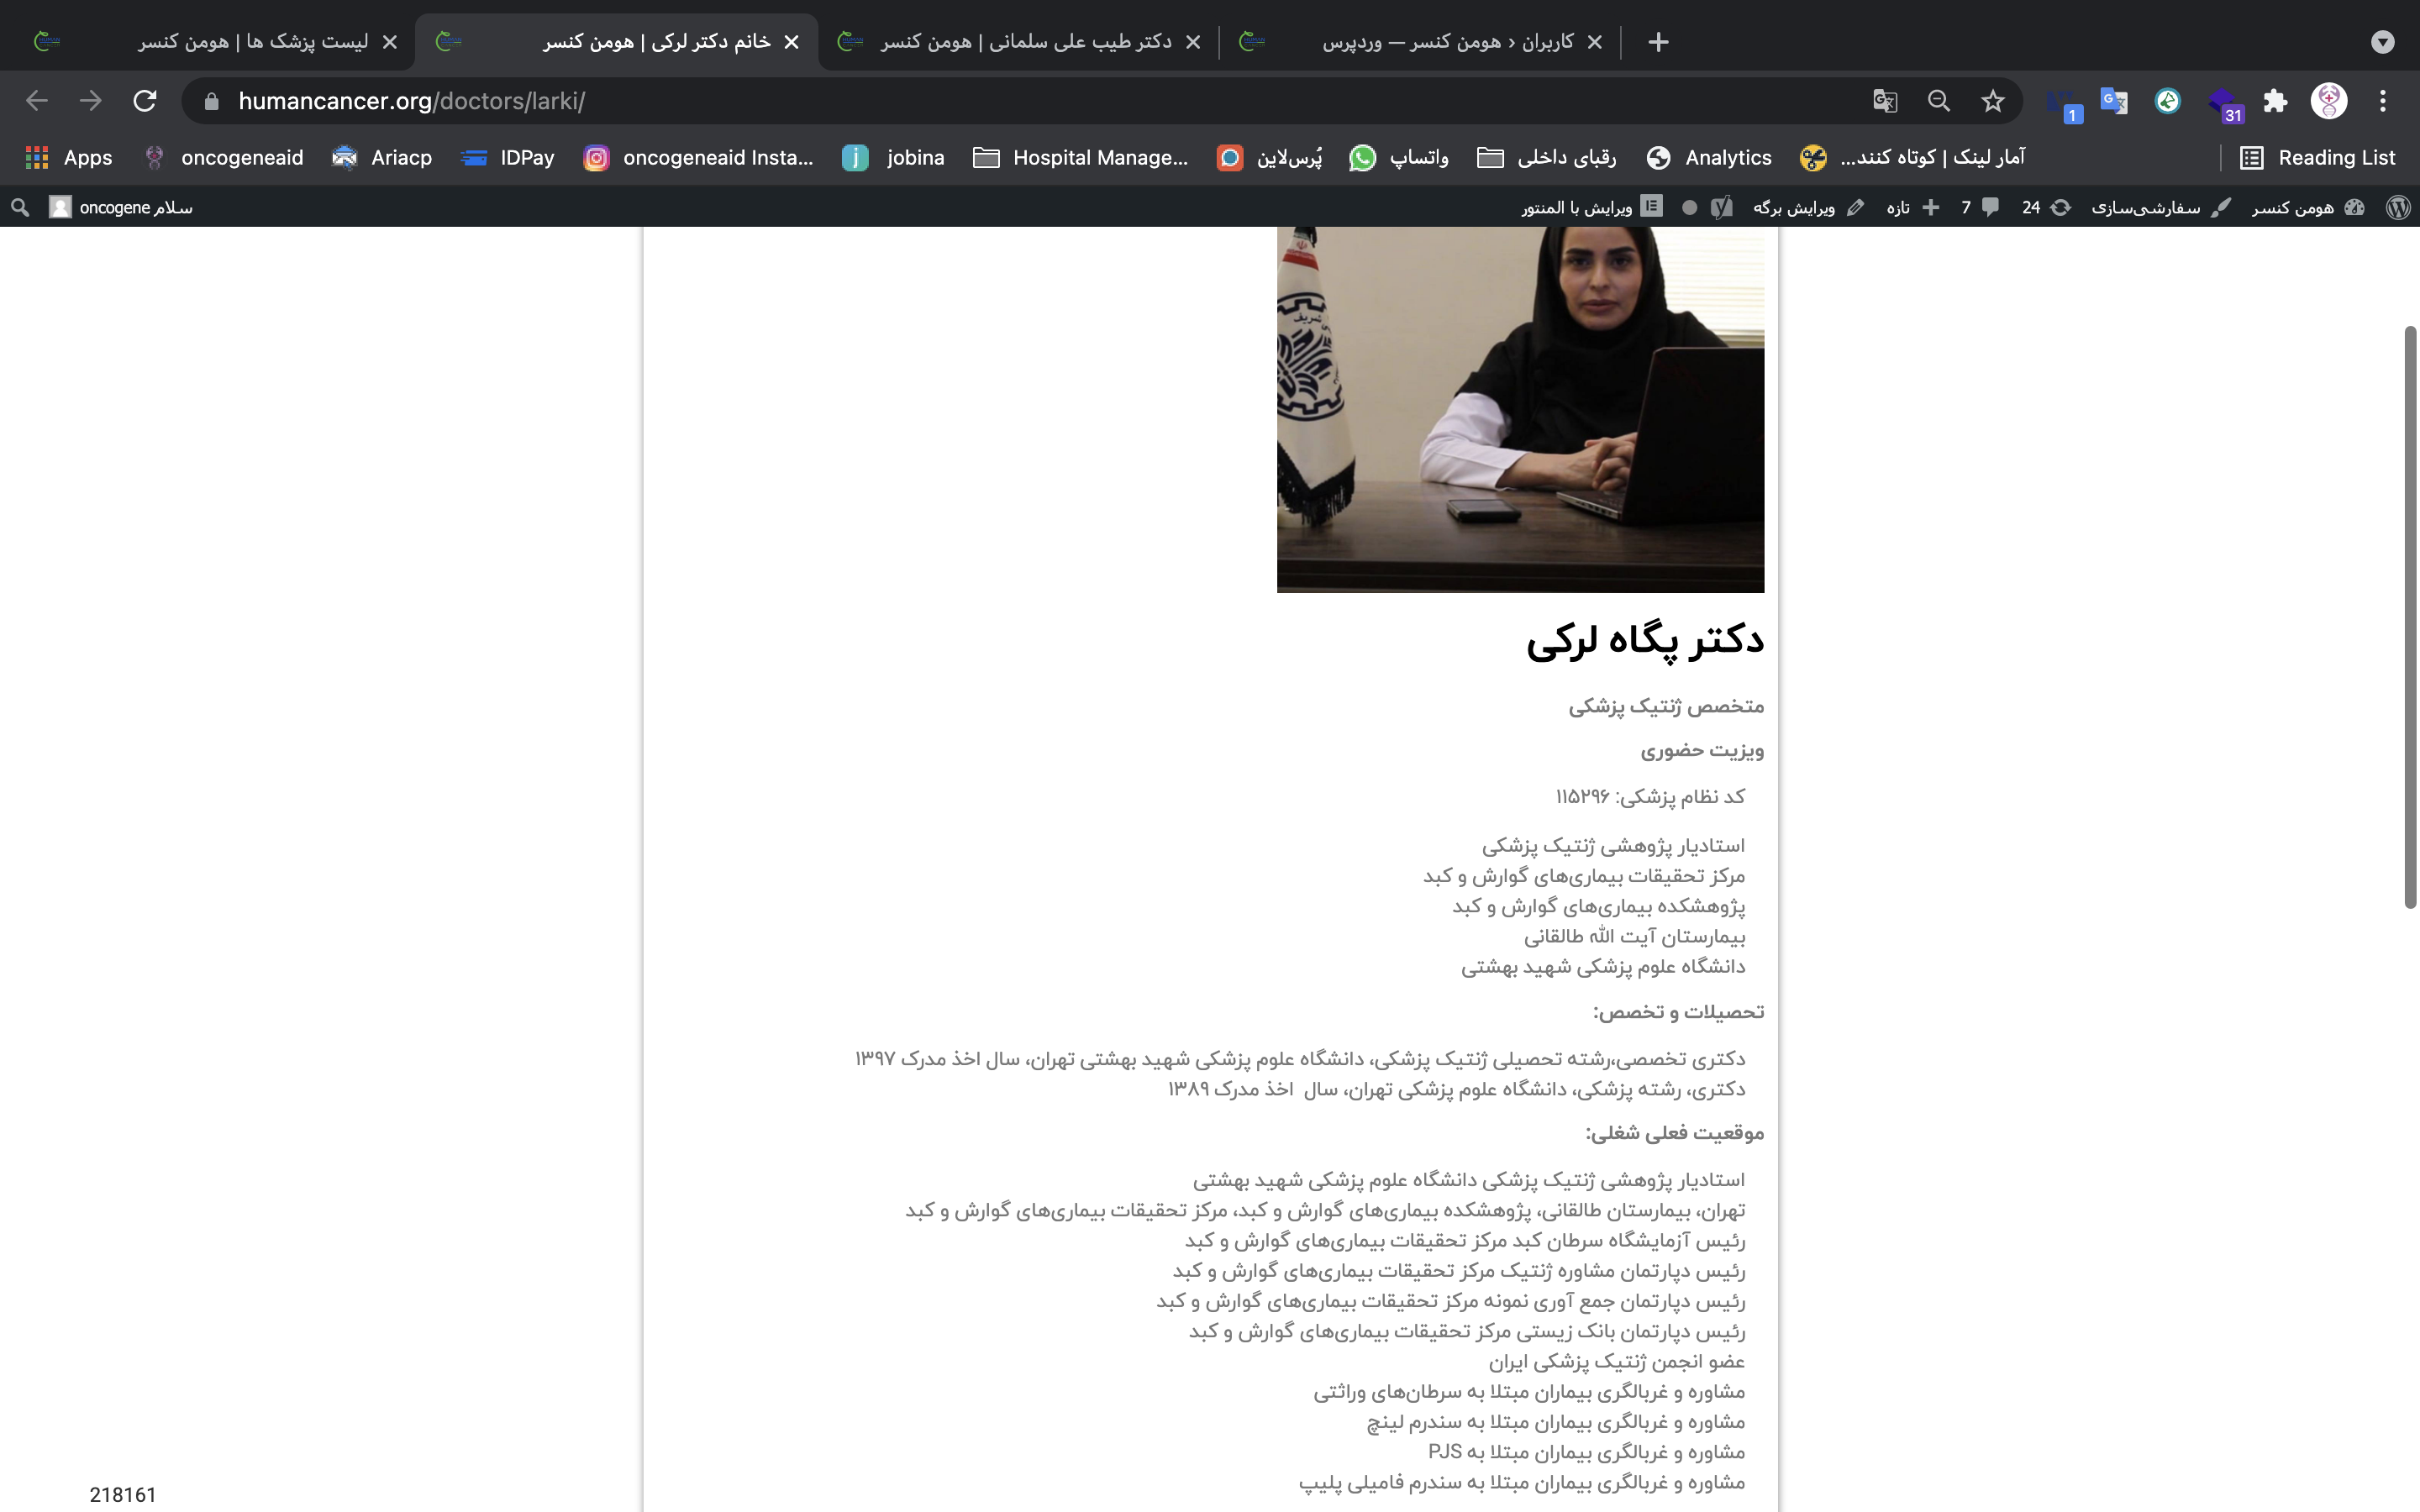 لیست پزشک ها | هومن کنسر
خانم دکتر لرکی | هومن کنسر
دکتر طیب علی سلمانی | هومن کنسر
کاربران ‹ هومن کنسر — وردپرس
humancancer.org/doctors/larki/
1
31
Apps
oncogeneaid
Ariacp
IDPay
oncogeneaid Insta...
jobina
Hospital Manage...
پُرس‌لاین
واتساپ
رقبای داخلی
Analytics
آمار لینک | کوتاه کنند...
Reading List
هومن کنسر
سفارشی‌سازی
24
7
تازه
ویرایش برگه
ویرایش با المنتور
سلام oncogene
شریف
دکتر پگاه لرکی
متخصص ژنتیک پزشکی
ویزیت حضوری
کد نظام پزشکی: ۱۱۵۲۹۶
استادیار پژوهشی ژنتیک پزشکی
مرکز تحقیقات بیماری‌های گوارش و کبد
پژوهشکده بیماری‌های گوارش و کبد
بیمارستان آیت الله طالقانی
دانشگاه علوم پزشکی شهید بهشتی
تحصیلات و تخصص:
دکتری تخصصی،رشته تحصیلی ژنتیک پزشکی، دانشگاه علوم پزشکی شهید بهشتی تهران، سال اخذ مدرک ۱۳۹۷
دکتری، رشته پزشکی، دانشگاه علوم پزشکی تهران، سال اخذ مدرک ۱۳۸۹
موقعیت فعلی شغلی:
استادیار پژوهشی ژنتیک پزشکی دانشگاه علوم پزشکی شهید بهشتی
تهران، بیمارستان طالقانی، پژوهشکده بیماری‌های گوارش و کبد، مرکز تحقیقات بیماری‌های گوارش و کبد
رئیس آزمایشگاه سرطان کبد مرکز تحقیقات بیماری‌های گوارش و کبد
رئیس دپارتمان مشاوره ژنتیک مرکز تحقیقات بیماری‌های گوارش و کبد
رئیس دپارتمان جمع آوری نمونه مرکز تحقیقات بیماری‌های گوارش و کبد
رئیس دپارتمان بانک زیستی مرکز تحقیقات بیماری‌های گوارش و کبد
عضو انجمن ژنتیک پزشکی ایران
مشاوره و غربالگری بیماران مبتلا به سرطان‌های وراثتی
مشاوره و غربالگری بیماران مبتلا به سندرم لینچ
مشاوره و غربالگری بیماران مبتلا به PJS
مشاوره و غربالگری بیماران مبتلا به سندرم فامیلی پلیپ
218161